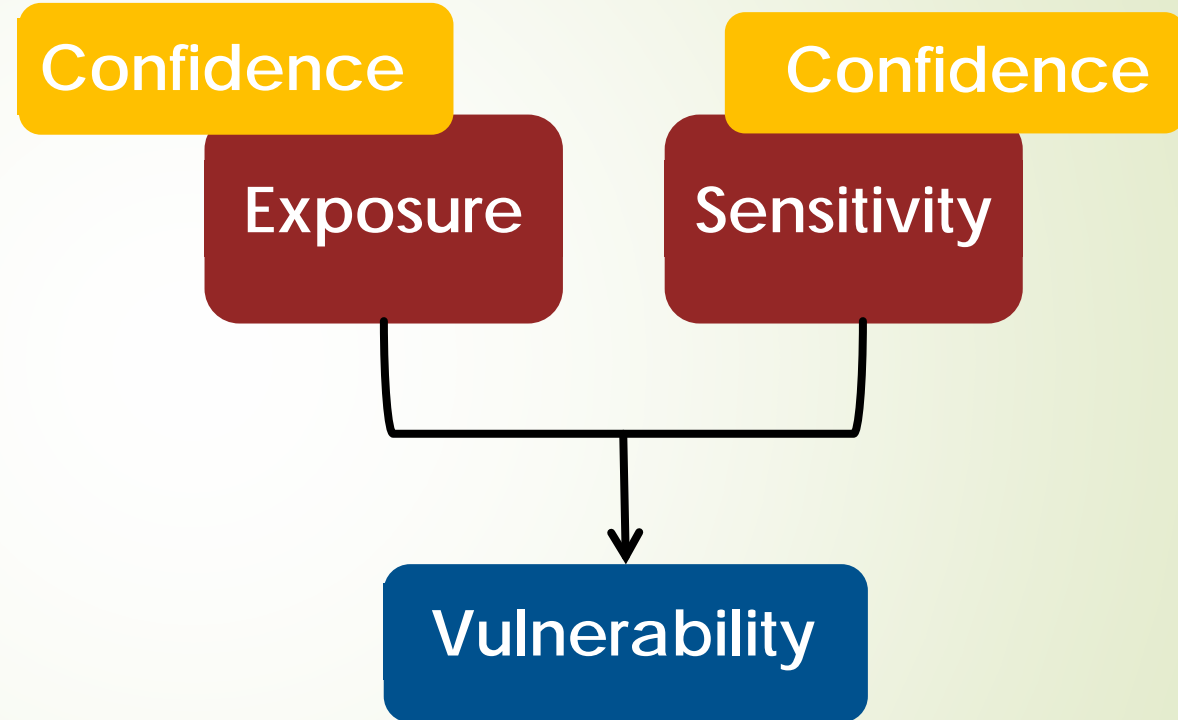 Confidence
Confidence
Exposure
Sensitivity
Vulnerability